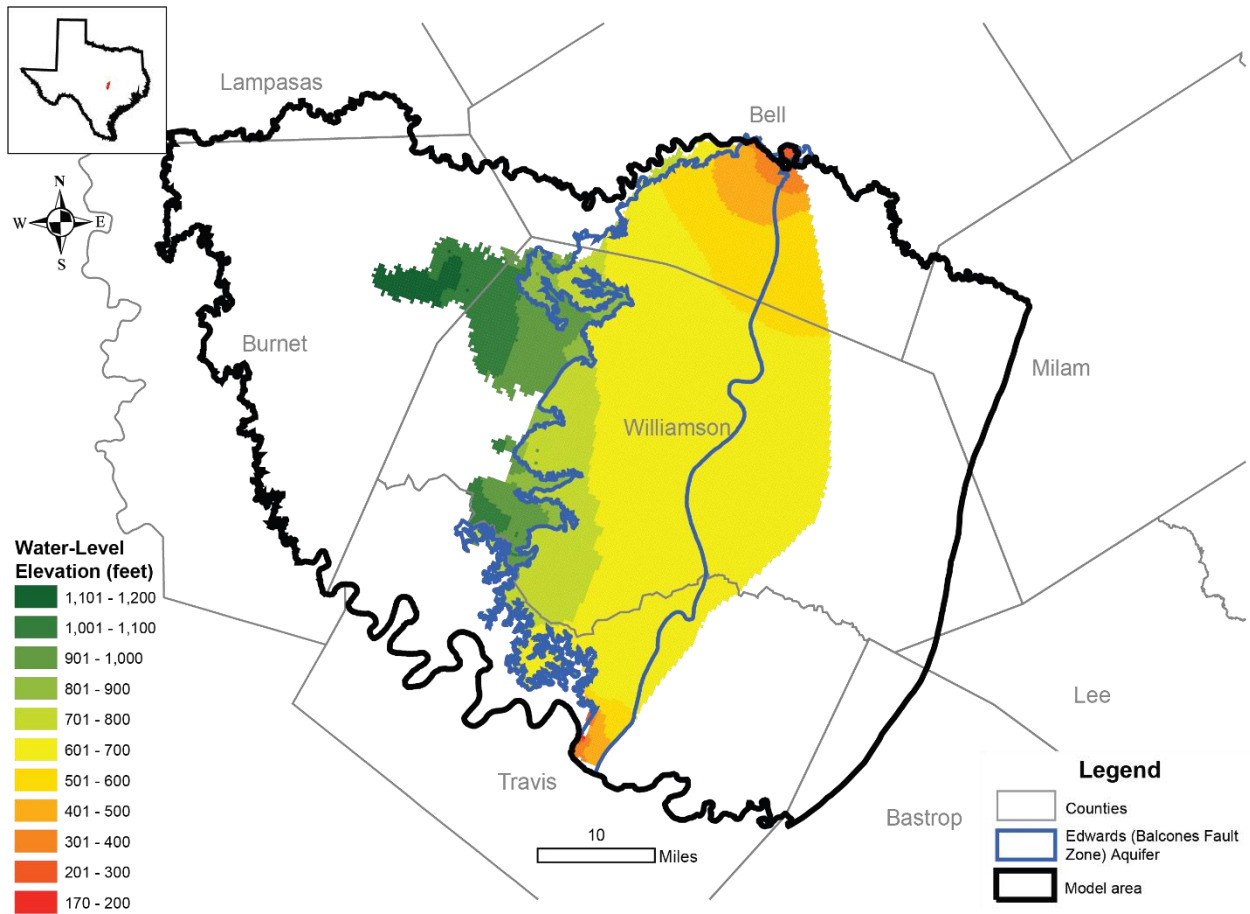 Lampasas
Bell
N
W
E
S
Burnet
Milam
Williamson
Water-Level
Elevation (feet)
1,101 - 1,200
1,001 - 1,100
901 - 1,000
801 - 900
701 - 800
601 - 700
501 - 600
401 - 500
301 - 400
201 - 300
170 - 200
Lee
Travis
Bastrop
10
Miles
Legend
Counties
Edwards (Balcones Fault
Zone) Aquifer
Model area